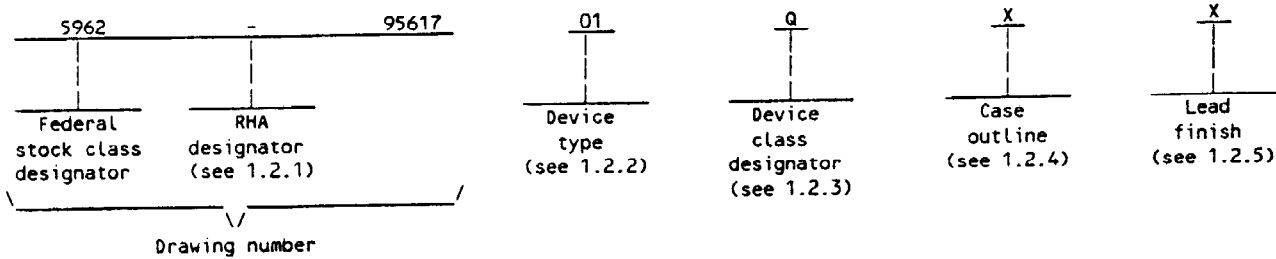 5962 - 95617 01 Q X X
Federal stock class designator
RHA designator (see 1.2.1)
Device type (see 1.2.2)
Device class designator (see 1.2.3)
Case outline (see 1.2.4)
Lead finish (see 1.2.5)
Drawing number